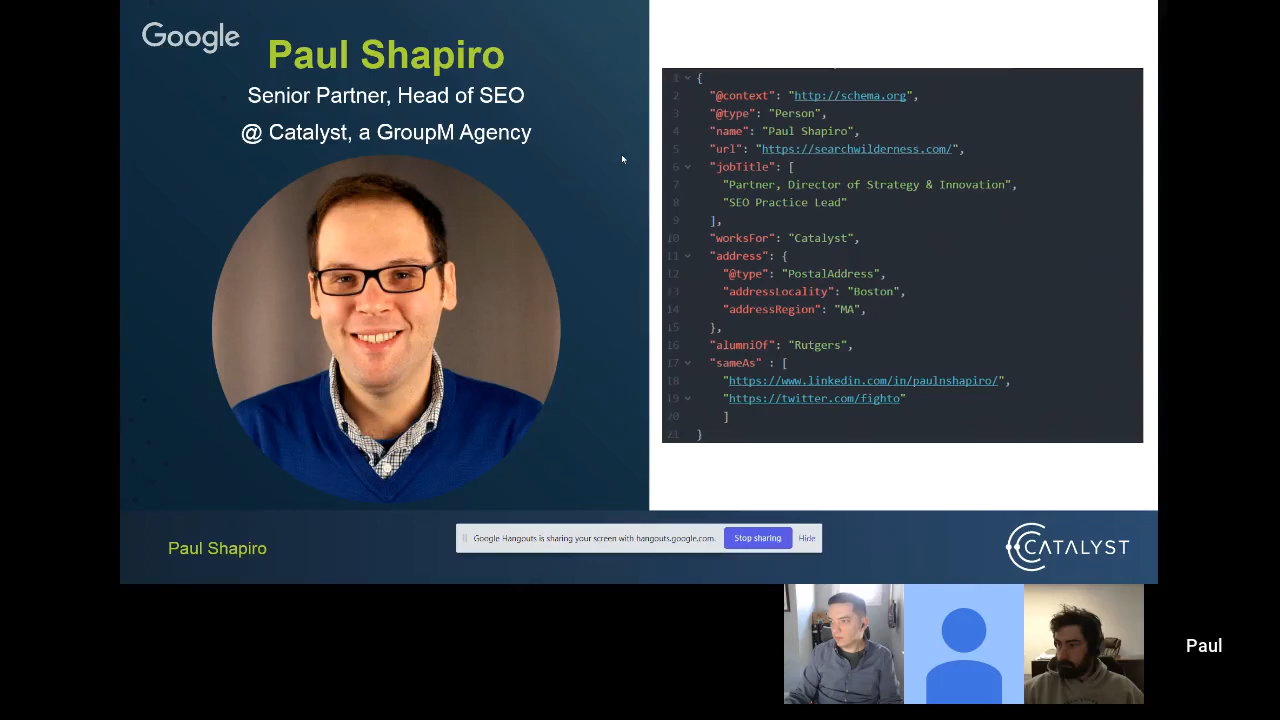 Google
Paul Shapiro
Senior Partner, Head of SEO
@ Catalyst, a GroupM Agency
1 {
2 "@context": "http://schema.org",
3 "@type": "Person",
4 "name": "Paul Shapiro",
5 "url": "https://searchwilderness.com/",
6 "jobTitle": [
7 "Partner, Director of Strategy & Innovation",
8 "SEO Practice Lead"
9 ],
10 "worksFor": "Catalyst",
11 "address": {
12 "@type": "PostalAddress",
13 "addressLocality": "Boston",
14 "addressRegion": "MA",
15 },
16 "alumniOf": "Rutgers",
17 "sameAs" : [
18 "https://www.linkedin.com/in/paulnshapiro/",
19 "https://twitter.com/fighto"
20 ]
21 }
Paul Shapiro
Google Hangouts is sharing your screen with hangouts.google.com.
Stop sharing
Hide
CATALYST
Paul